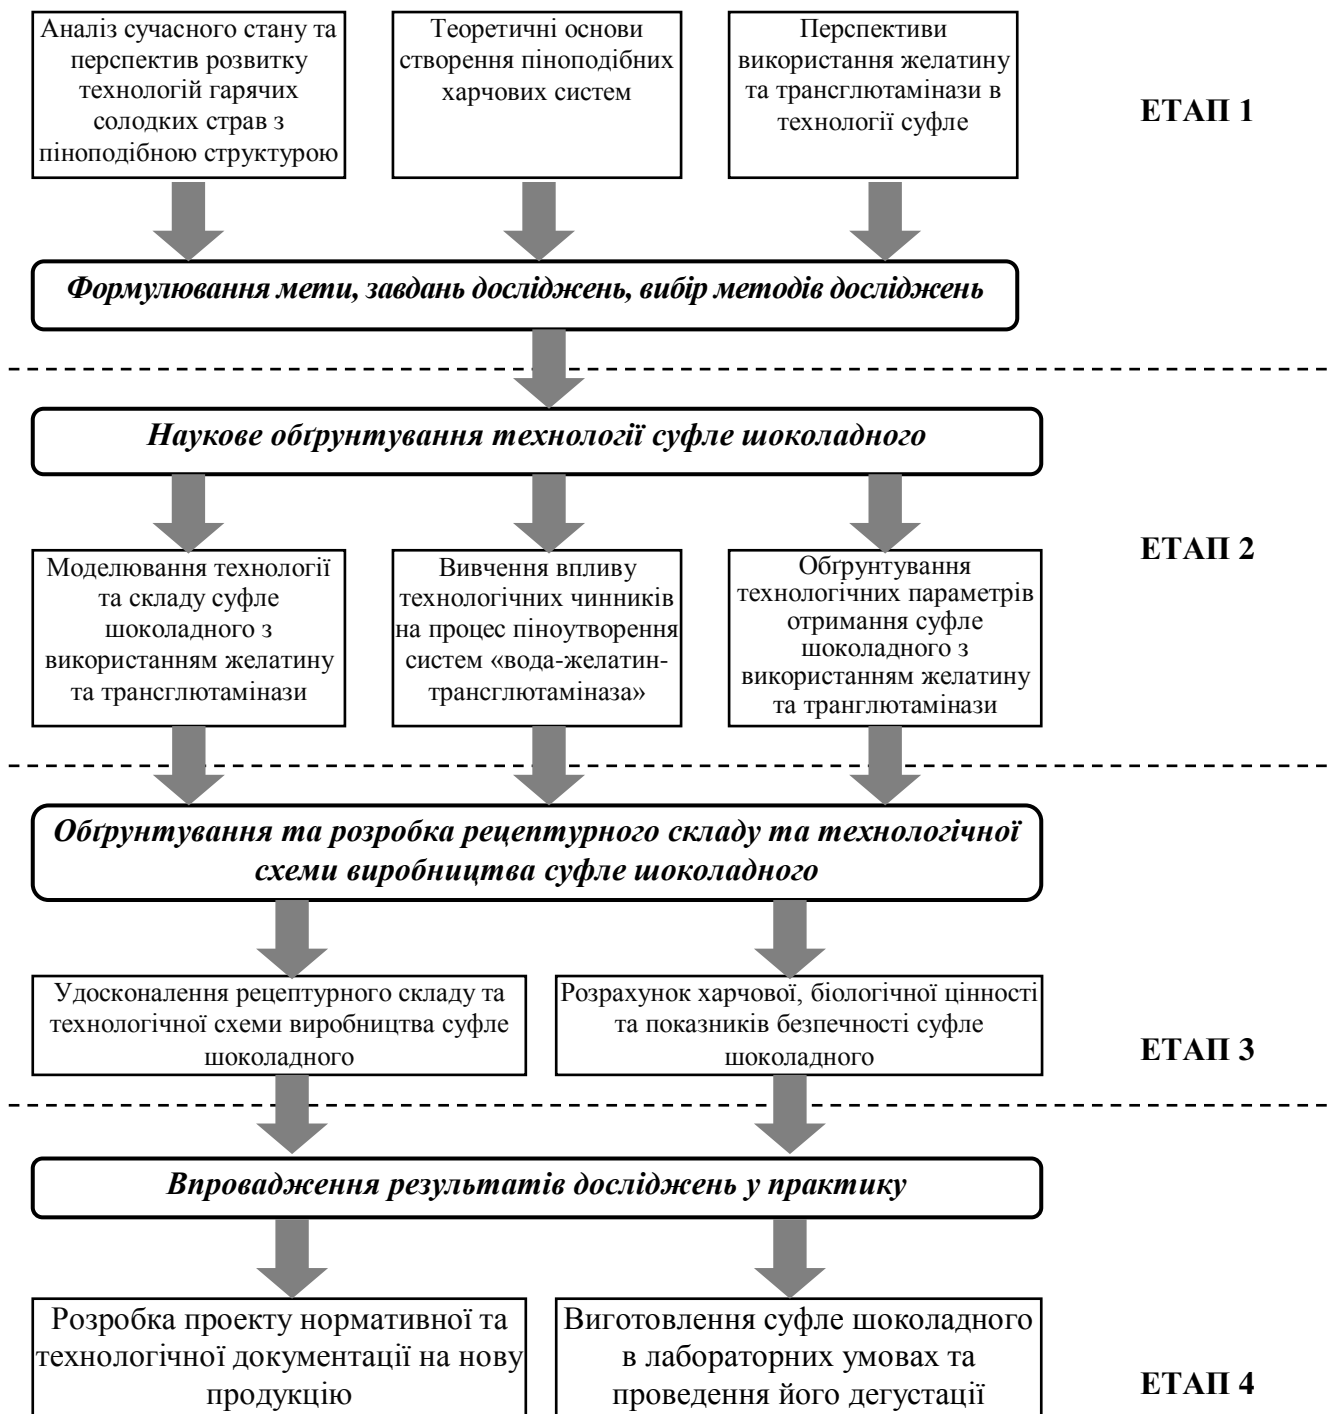 Аналіз сучасного стану та
перспектив розвитку
технологій гарячих
солодких страв з
піноподібною структурою
Теоретичні основи
створення піноподібних
харчових систем
Перспективи
використання желатину
та трансглютамінази в
технології суфле
ЕТАП 1
Формулювання мети, завдань досліджень, вибір методів досліджень
Наукове обґрунтування технології суфле шоколадного
Моделювання технології
та складу суфле
шоколадного з
використанням желатину
та трансглютамінази
Вивчення впливу
технологічних чинників
на процес піноутворення
систем «вода-желатин-
трансглютаміназа»
Обґрунтування
технологічних параметрів
отримання суфле
шоколадного з
використанням желатину
та транглютамінази
ЕТАП 2
Обґрунтування та розробка рецептурного складу та технологічної
схеми виробництва суфле шоколадного
Удосконалення рецептурного складу та
технологічної схеми виробництва суфле
шоколадного
Розрахунок харчової, біологічної цінності
та показників безпечності суфле
шоколадного
ЕТАП 3
Впровадження результатів досліджень у практику
Розробка проекту нормативної та
технологічної документації на нову
продукцію
Виготовлення суфле шоколадного
в лабораторних умовах та
проведення його дегустації
ЕТАП 4